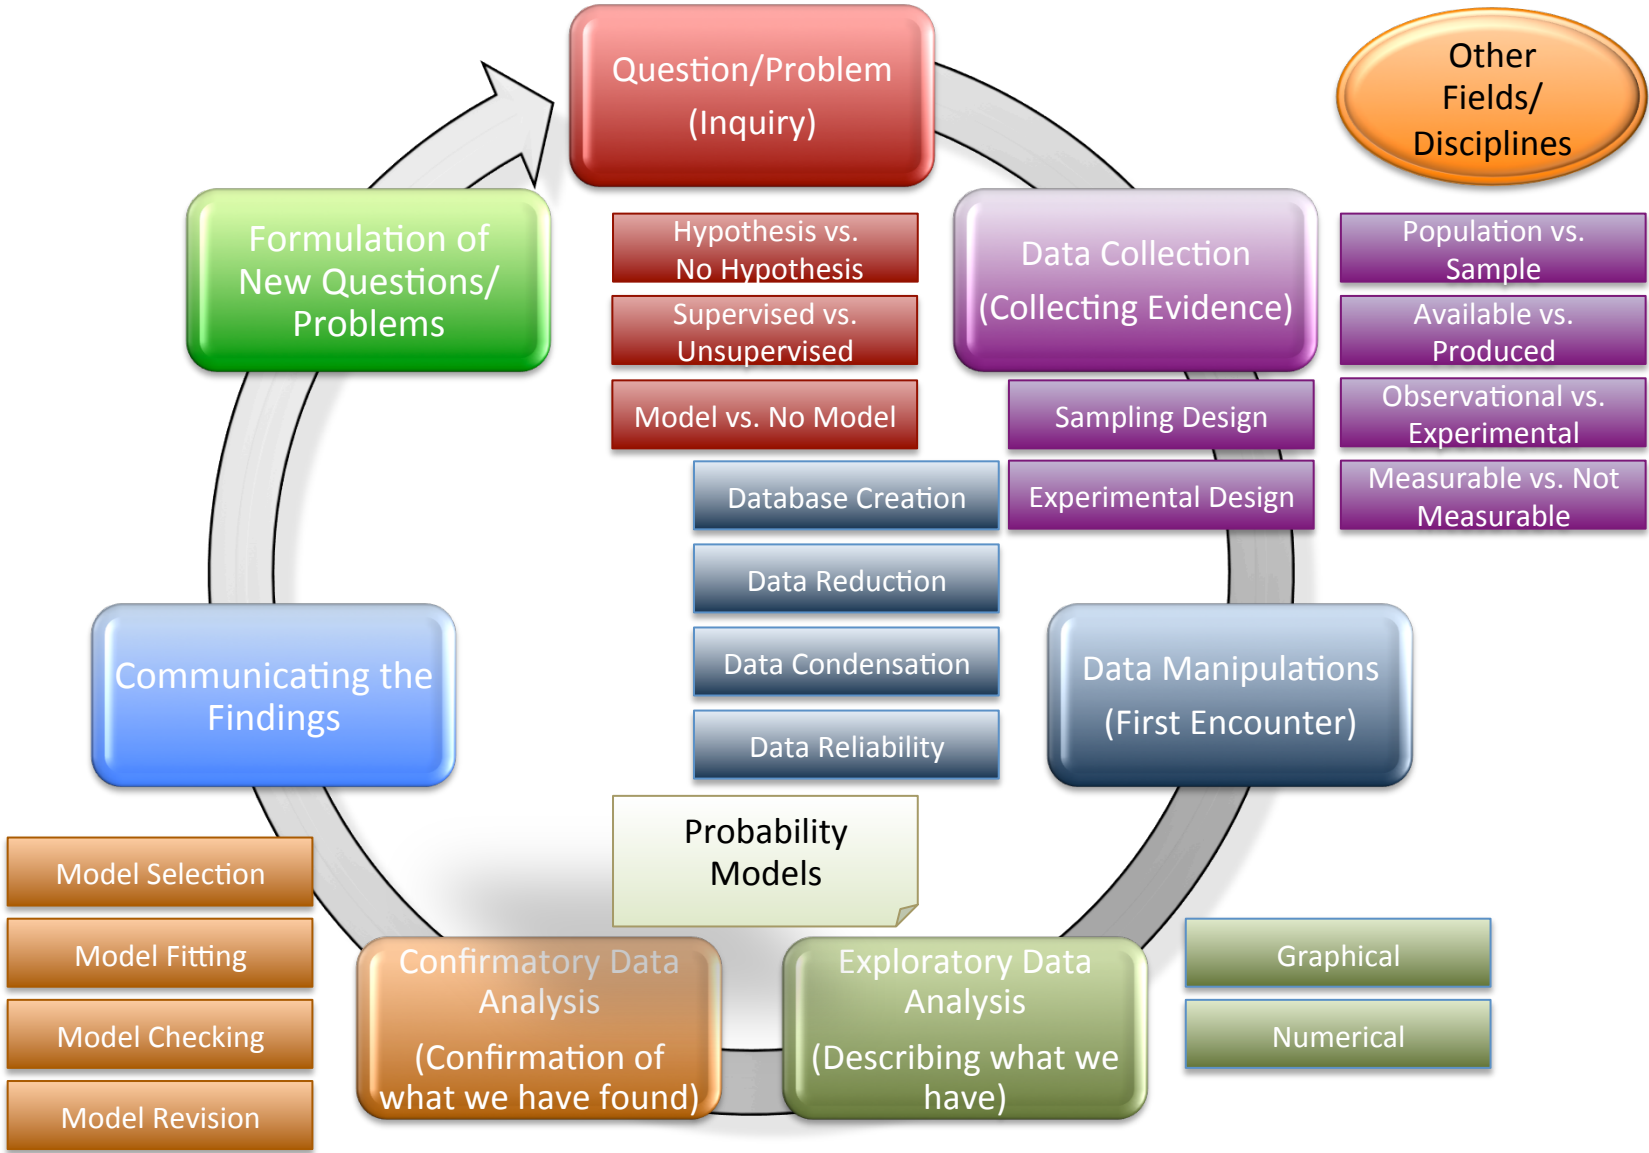 Question/Problem
(Inquiry)
Other
Fields/
Disciplines
Formulation of
New Questions/
Problems
Hypothesis vs.
No Hypothesis
Supervised vs.
Unsupervised
Model vs. No Model
Data Collection
(Collecting Evidence)
Population vs.
Sample
Available vs.
Produced
Observational vs.
Experimental
Measurable vs. Not
Measurable
Sampling Design
Experimental Design
Database Creation
Data Reduction
Data Condensation
Data Reliability
Communicating the
Findings
Data Manipulations
(First Encounter)
Probability
Models
Model Selection
Model Fitting
Model Checking
Model Revision
Confirmatory Data
Analysis
(Confirmation of
what we have found)
Exploratory Data
Analysis
(Describing what we
have)
Graphical
Numerical